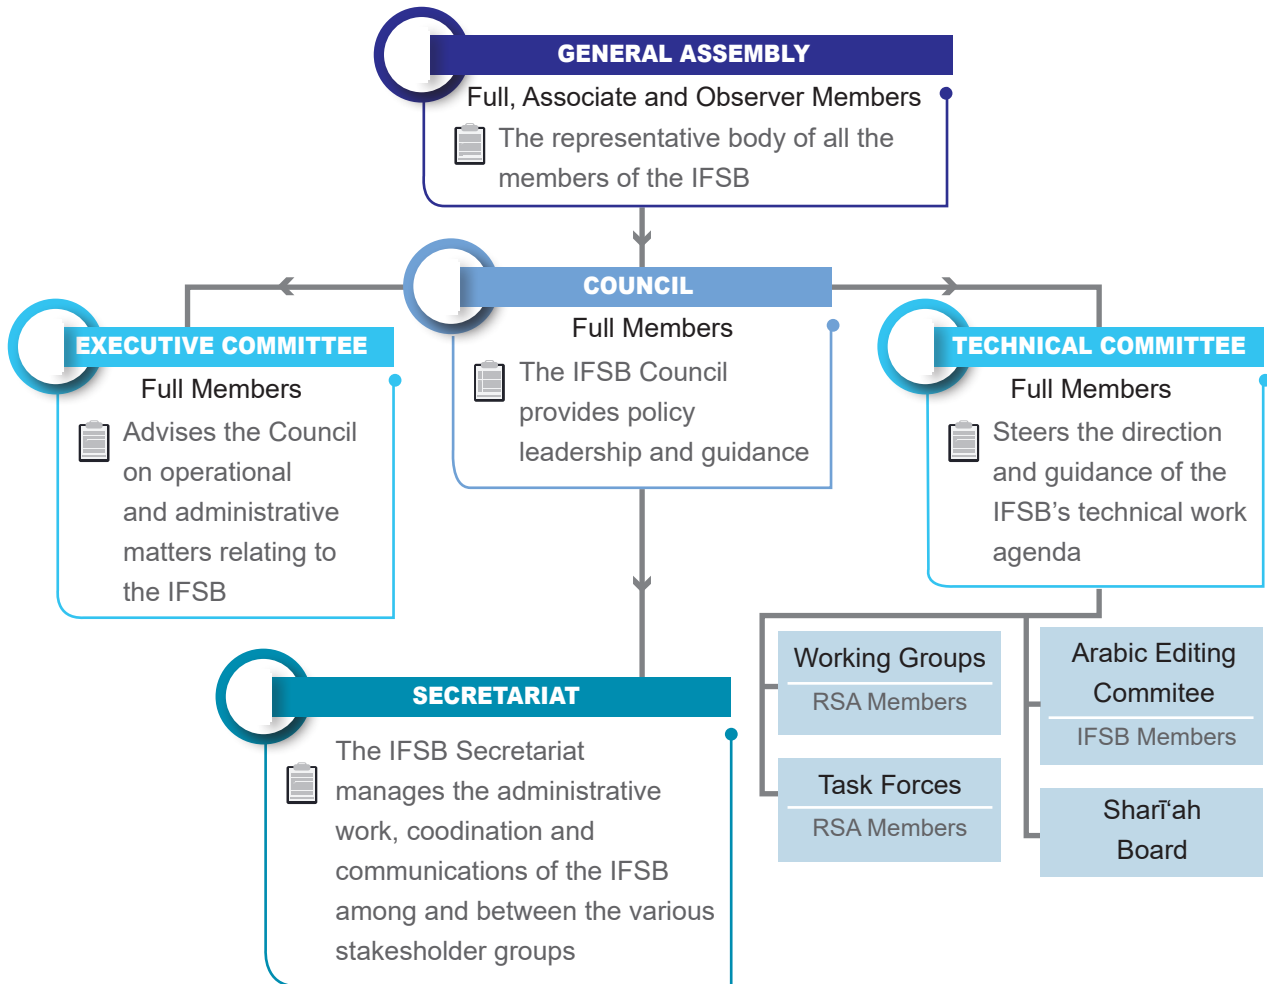 GENERAL ASSEMBLY
Full, Associate and Observer Members
The representative body of all the
members of the IFSB
COUNCIL
Full Members
The IFSB Council
provides policy
leadership and guidance
EXECUTIVE COMMITTEE
Full Members
Advises the Council
on operational
and administrative
matters relating to
the IFSB
TECHNICAL COMMITTEE
Full Members
Steers the direction
and guidance of the
IFSB’s technical work
agenda
Working Groups
RSA Members
Task Forces
RSA Members
Arabic Editing
Commitee
IFSB Members
Sharī‘ah
Board
SECRETARIAT
The IFSB Secretariat
manages the administrative
work, coodination and
communications of the IFSB
among and between the various
stakesholder groups